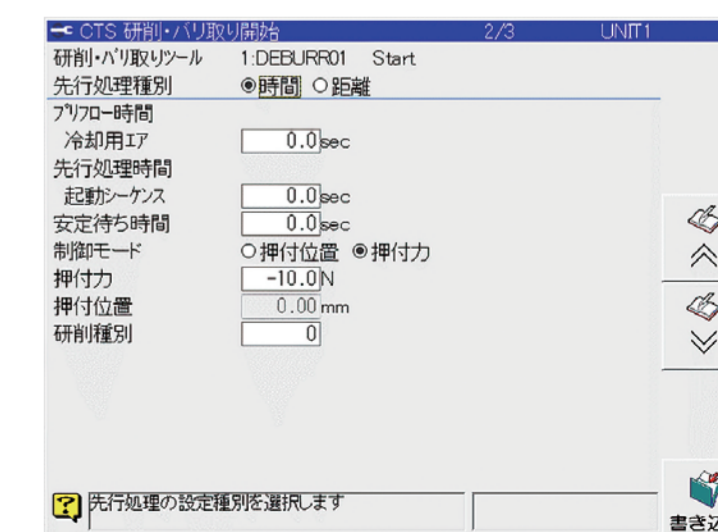 CTS 研削・バリ取り開始 2/3 UNIT1
研削・バリ取りツール 1:DEBURR01 Start
先行処理種別 ◉時間 ○距離
プリフロー時間
冷却用エア 0.0 sec
先行処理時間
起動シーケンス 0.0 sec
安定待ち時間 0.0 sec
制御モード ○押付位置 ◉押付力
押付力 -10.0 N
押付位置 0.00 mm
研削種別 0
先行処理の設定種別を選択します
書き込